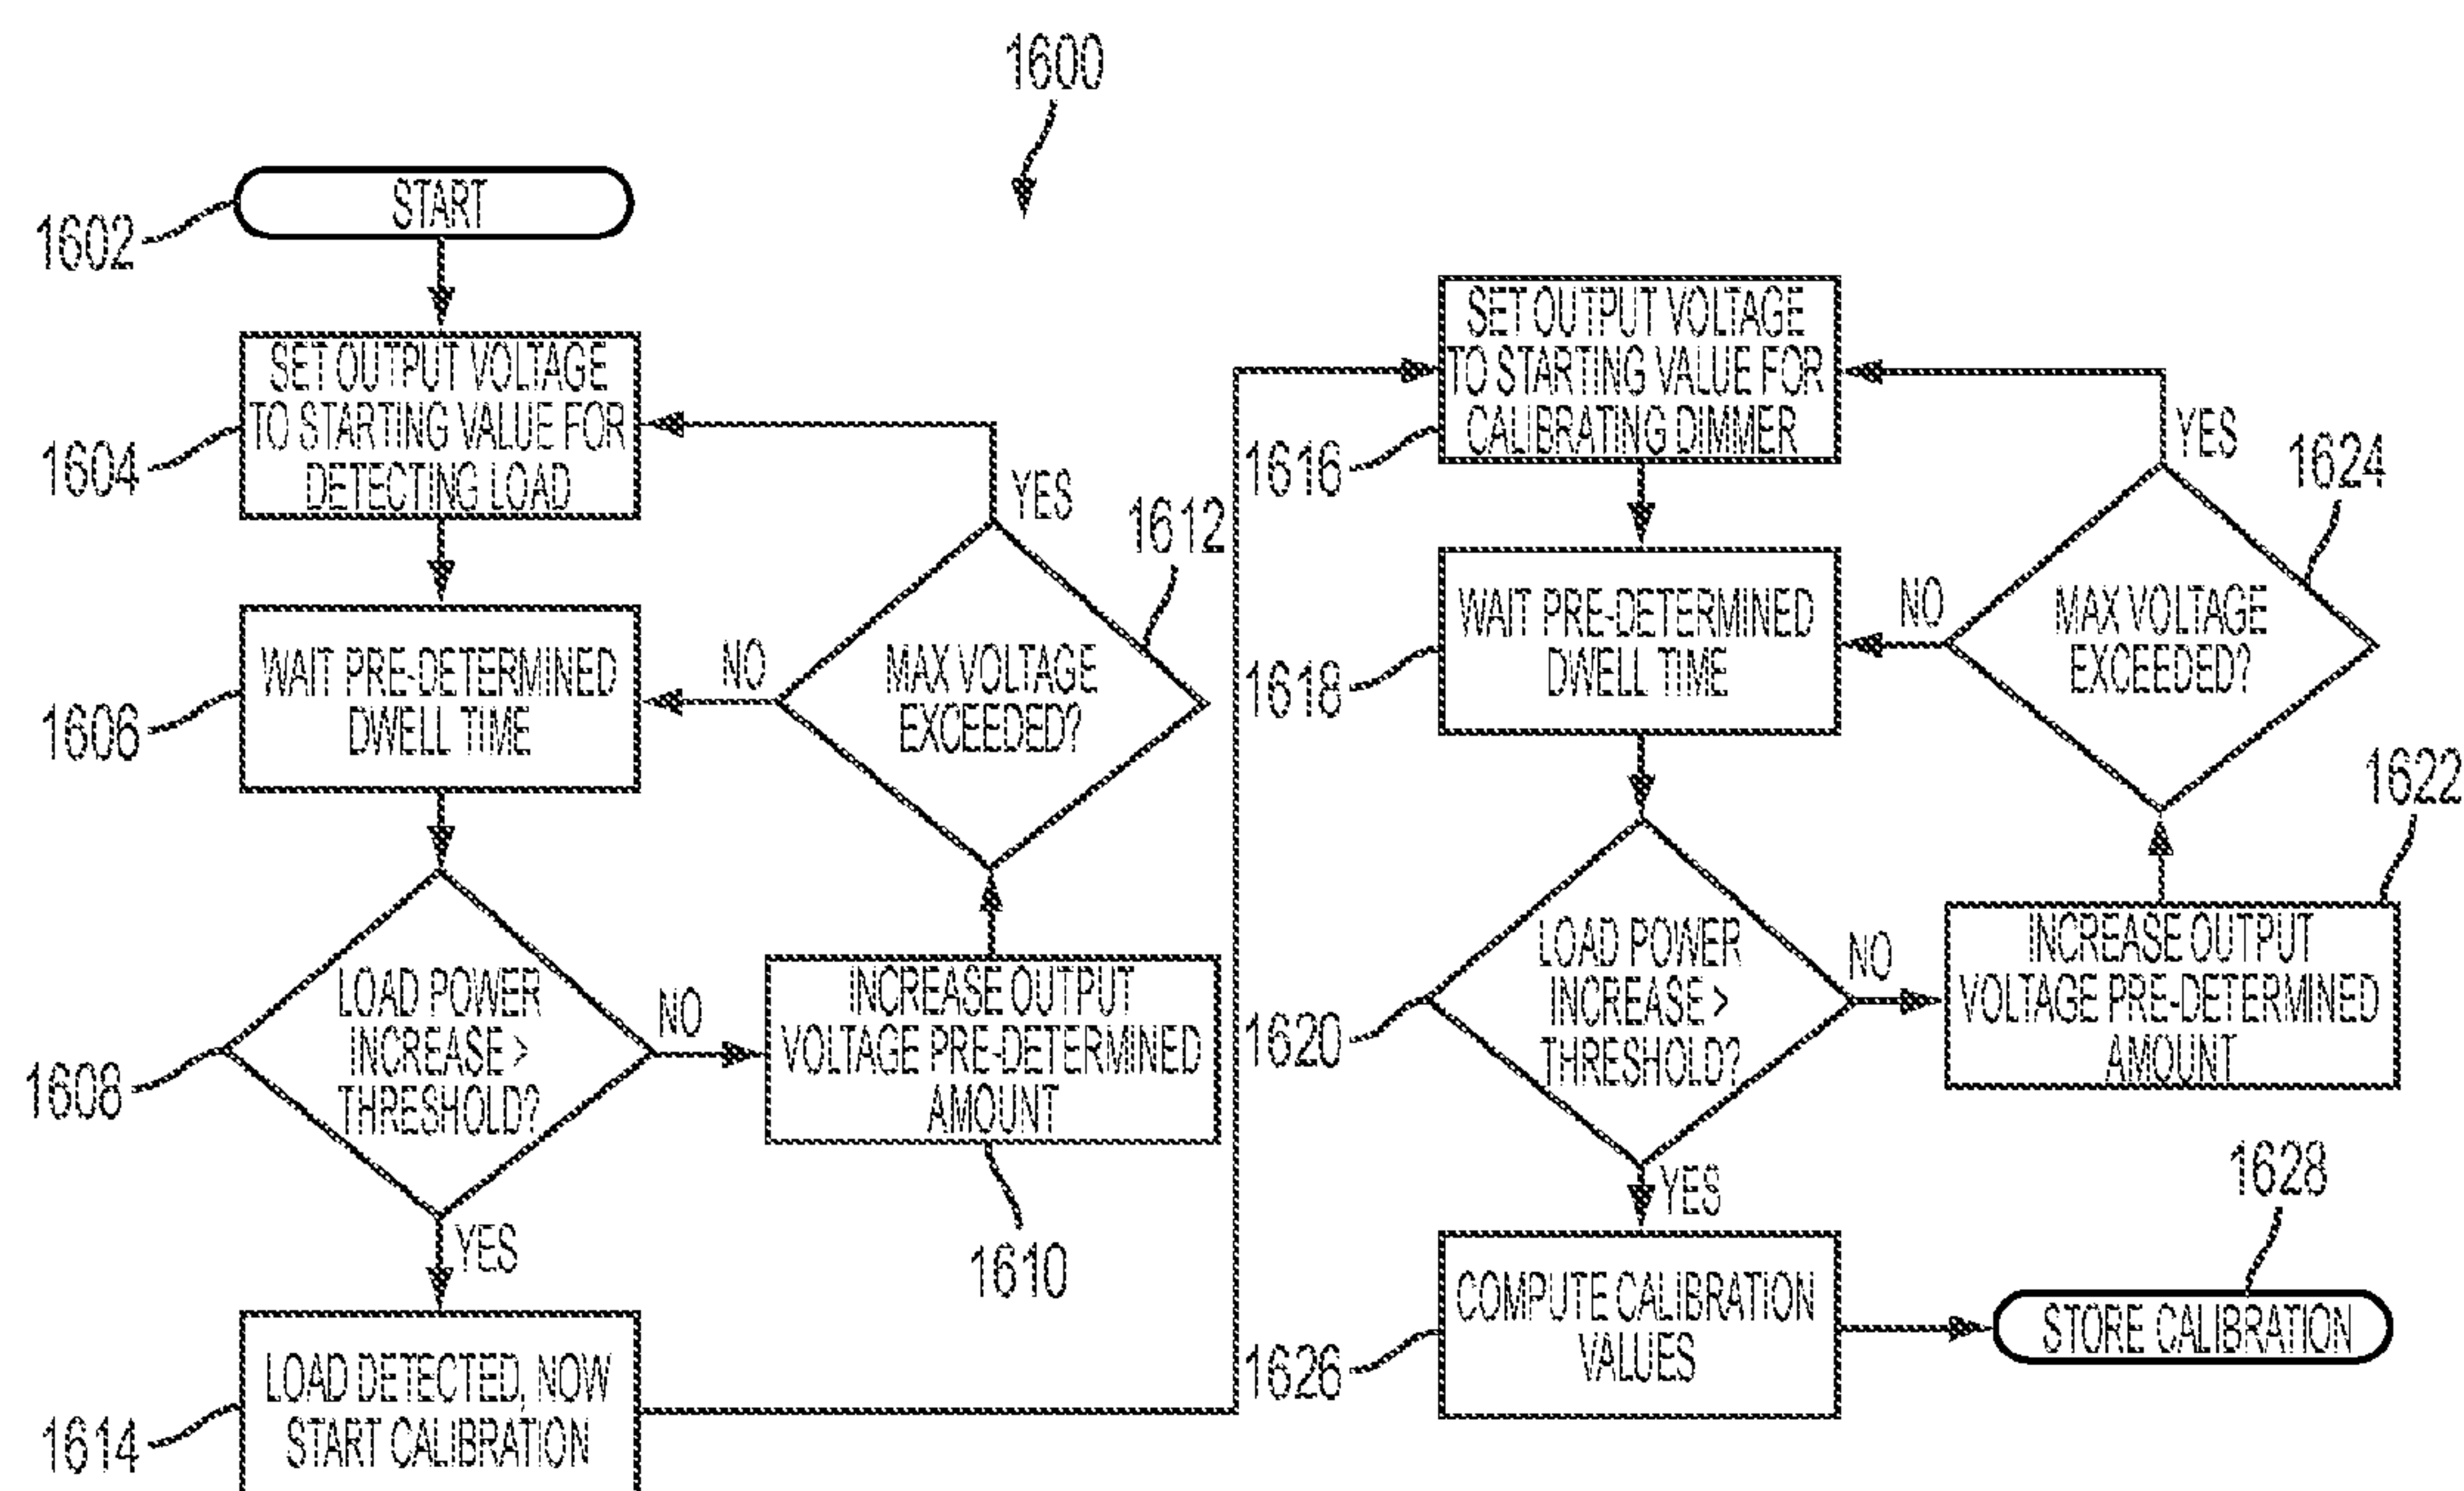 1600
START
1602
SET OUTPUT VOLTAGE
TO STARTING VALUE FOR
DETECTING LOAD
1604
YES
1612
WAIT PRE-DETERMINED
DWELL TIME
1606
NO
MAX VOLTAGE
EXCEEDED?
LOAD POWER
INCREASE >
THRESHOLD?
1608
NO
INCREASE OUTPUT
VOLTAGE PRE-DETERMINED
AMOUNT
1610
YES
LOAD DETECTED, NOW
START CALIBRATION
1614
SET OUTPUT VOLTAGE
TO STARTING VALUE FOR
CALIBRATING DIMMER
1616
YES
1624
WAIT PRE-DETERMINED
DWELL TIME
1618
NO
MAX VOLTAGE
EXCEEDED?
1622
LOAD POWER
INCREASE >
THRESHOLD?
1620
NO
INCREASE OUTPUT
VOLTAGE PRE-DETERMINED
AMOUNT
YES
1628
COMPUTE CALIBRATION
VALUES
1626
STORE CALIBRATION